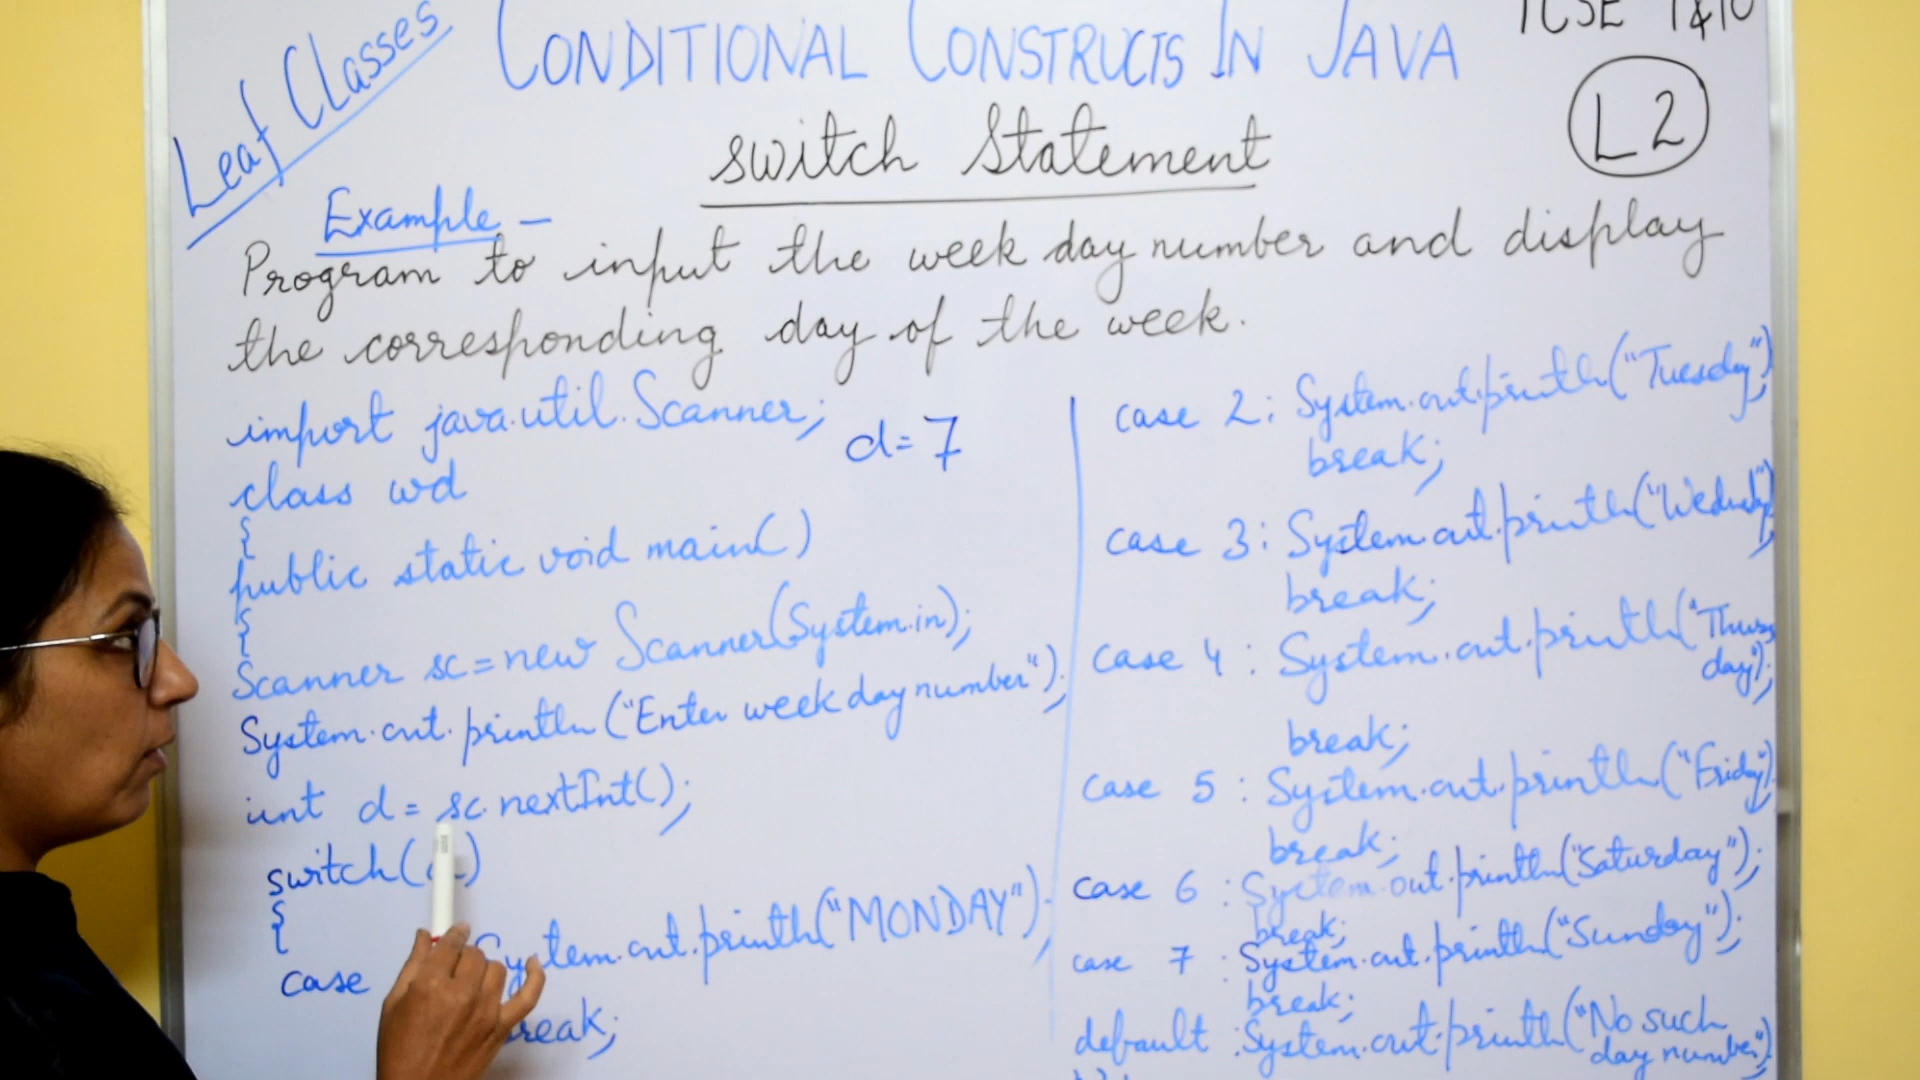 Leaf Classes
CONDITIONAL CONSTRUCTS IN JAVA
ICSE 9&10
L2
switch Statement
Example -
Program to input the week day number and display
the corresponding day of the week.
import java.util.Scanner;
d=7
class wd
{
public static void main()
{
Scanner sc=new Scanner(System.in);
System.out.println("Enter week day number");
int d= sc.nextInt();
switch( )
{
case System.out.println("MONDAY");
break;
case 2: System.out.println("Tuesday");
break;
case 3: System.out.println(
break;
case 4 : System.out.println("Thurs
day");
break;
case 5 : System.out.println("Friday");
break;
case 6 : System.out.println("Saturday");
break;
case 7 : System.out.println("Sunday");
break;
default :System.out.println("No such
day number")